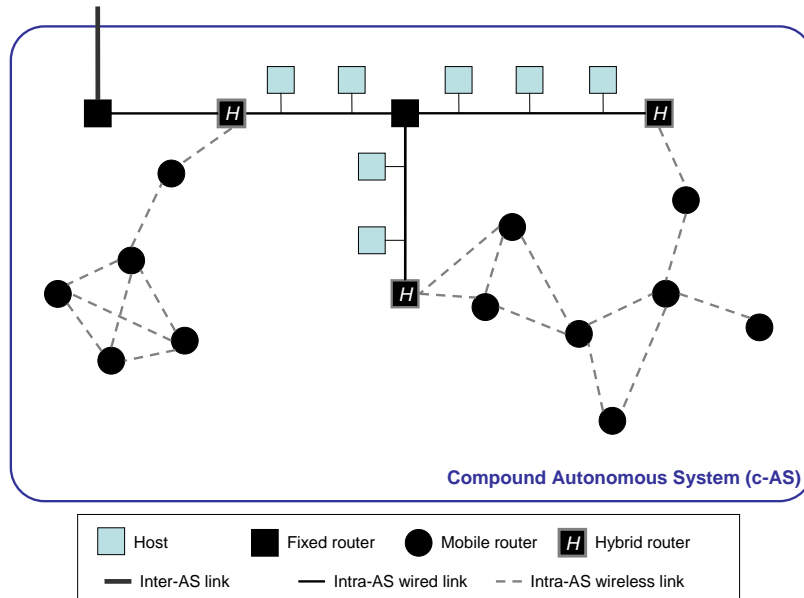 H
H
H
Compound Autonomous System (c-AS)
Host
Fixed router
Mobile router
H
Hybrid router
Inter-AS link
Intra-AS wired link
Intra-AS wireless link